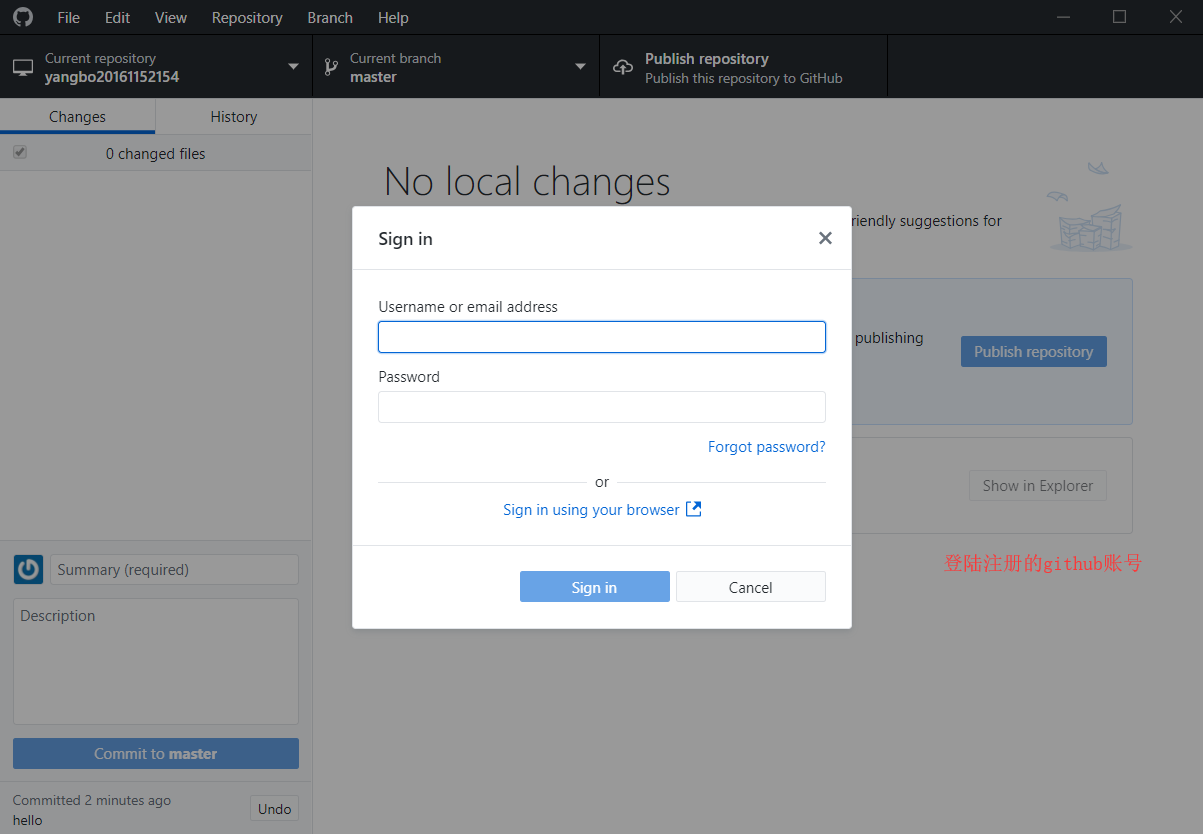 File Edit View Repository Branch Help
Current repository
yangbo20161152154
Current branch
master
Publish repository
Publish this repository to GitHub
Changes History
0 changed files
No local changes
riendly suggestions for
publishing
Publish repository
Show in Explorer
Sign in
Username or email address
Password
Forgot password?
or
Sign in using your browser
Sign in Cancel
登陆注册的github账号
Summary (required)
Description
Commit to master
Committed 2 minutes ago
hello
Undo